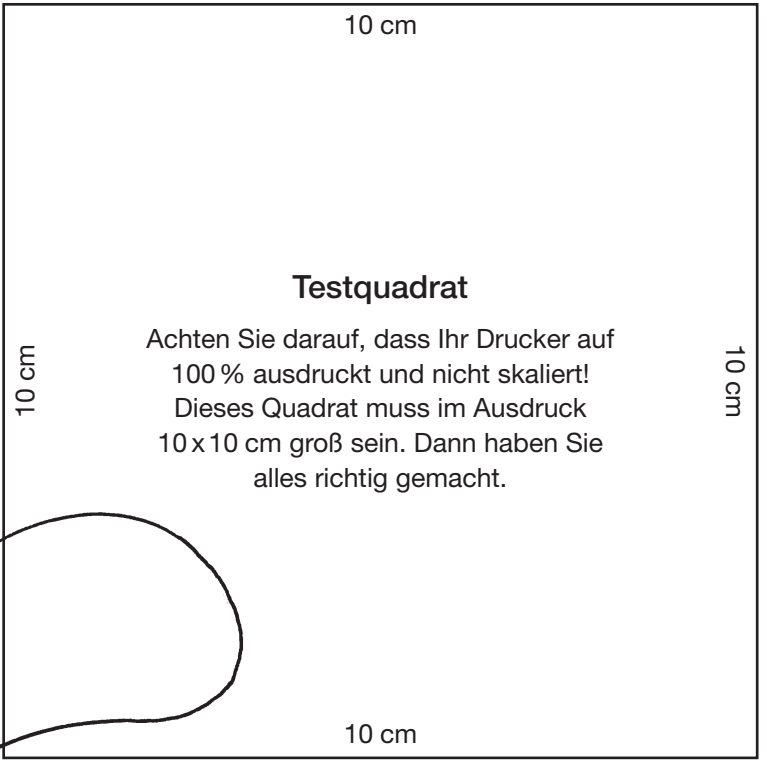 10 cm
Testquadrat
Achten Sie darauf, dass Ihr Drucker auf
100 % ausdruckt und nicht skaliert!
Dieses Quadrat muss im Ausdruck
10 x 10 cm groß sein. Dann haben Sie
alles richtig gemacht.
10 cm
10 cm
10 cm